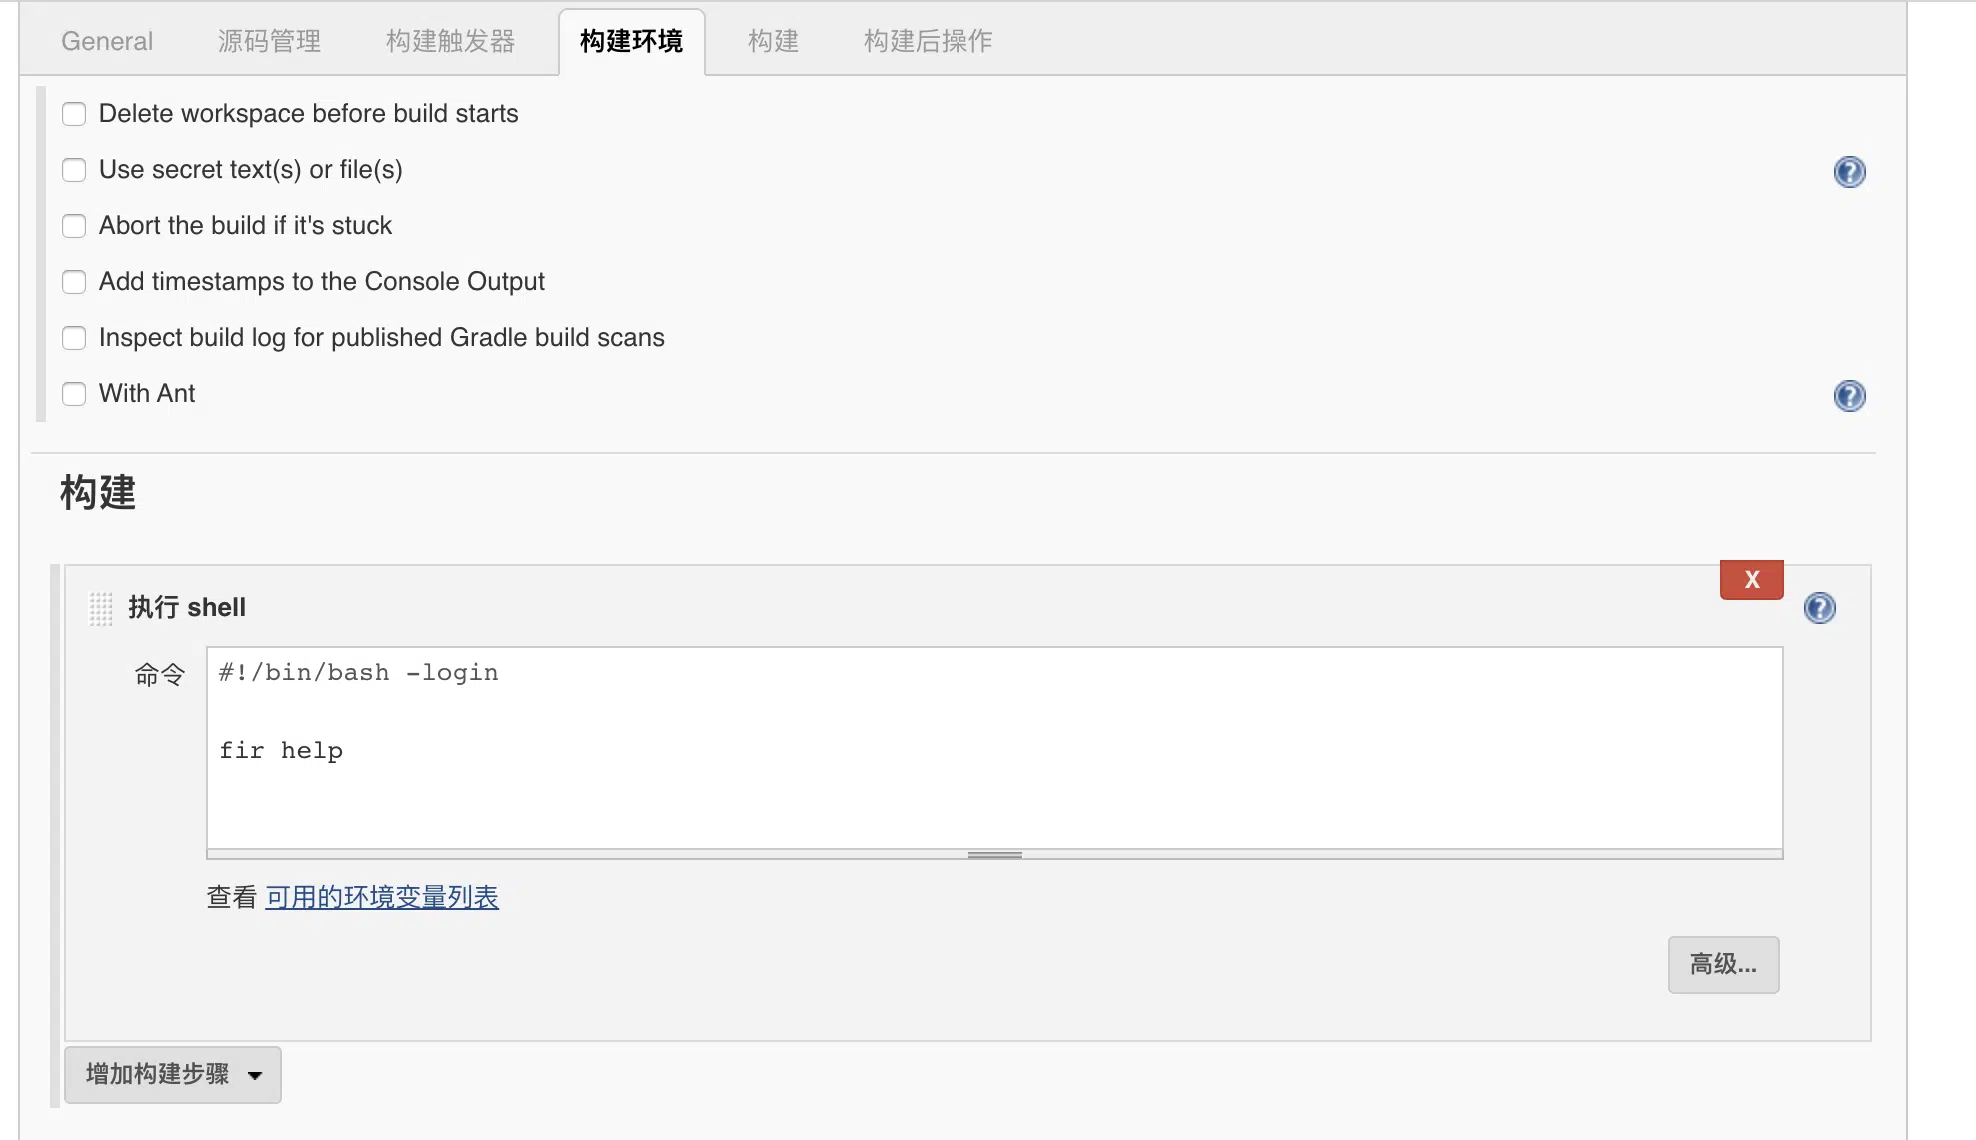 General 源码管理 构建触发器 构建环境 构建 构建后操作
Delete workspace before build starts
Use secret text(s) or file(s)
Abort the build if it's stuck
Add timestamps to the Console Output
Inspect build log for published Gradle build scans
With Ant
构建
X
执行 shell
命令
#!/bin/bash -login
fir help
查看 可用的环境变量列表
高级...
增加构建步骤